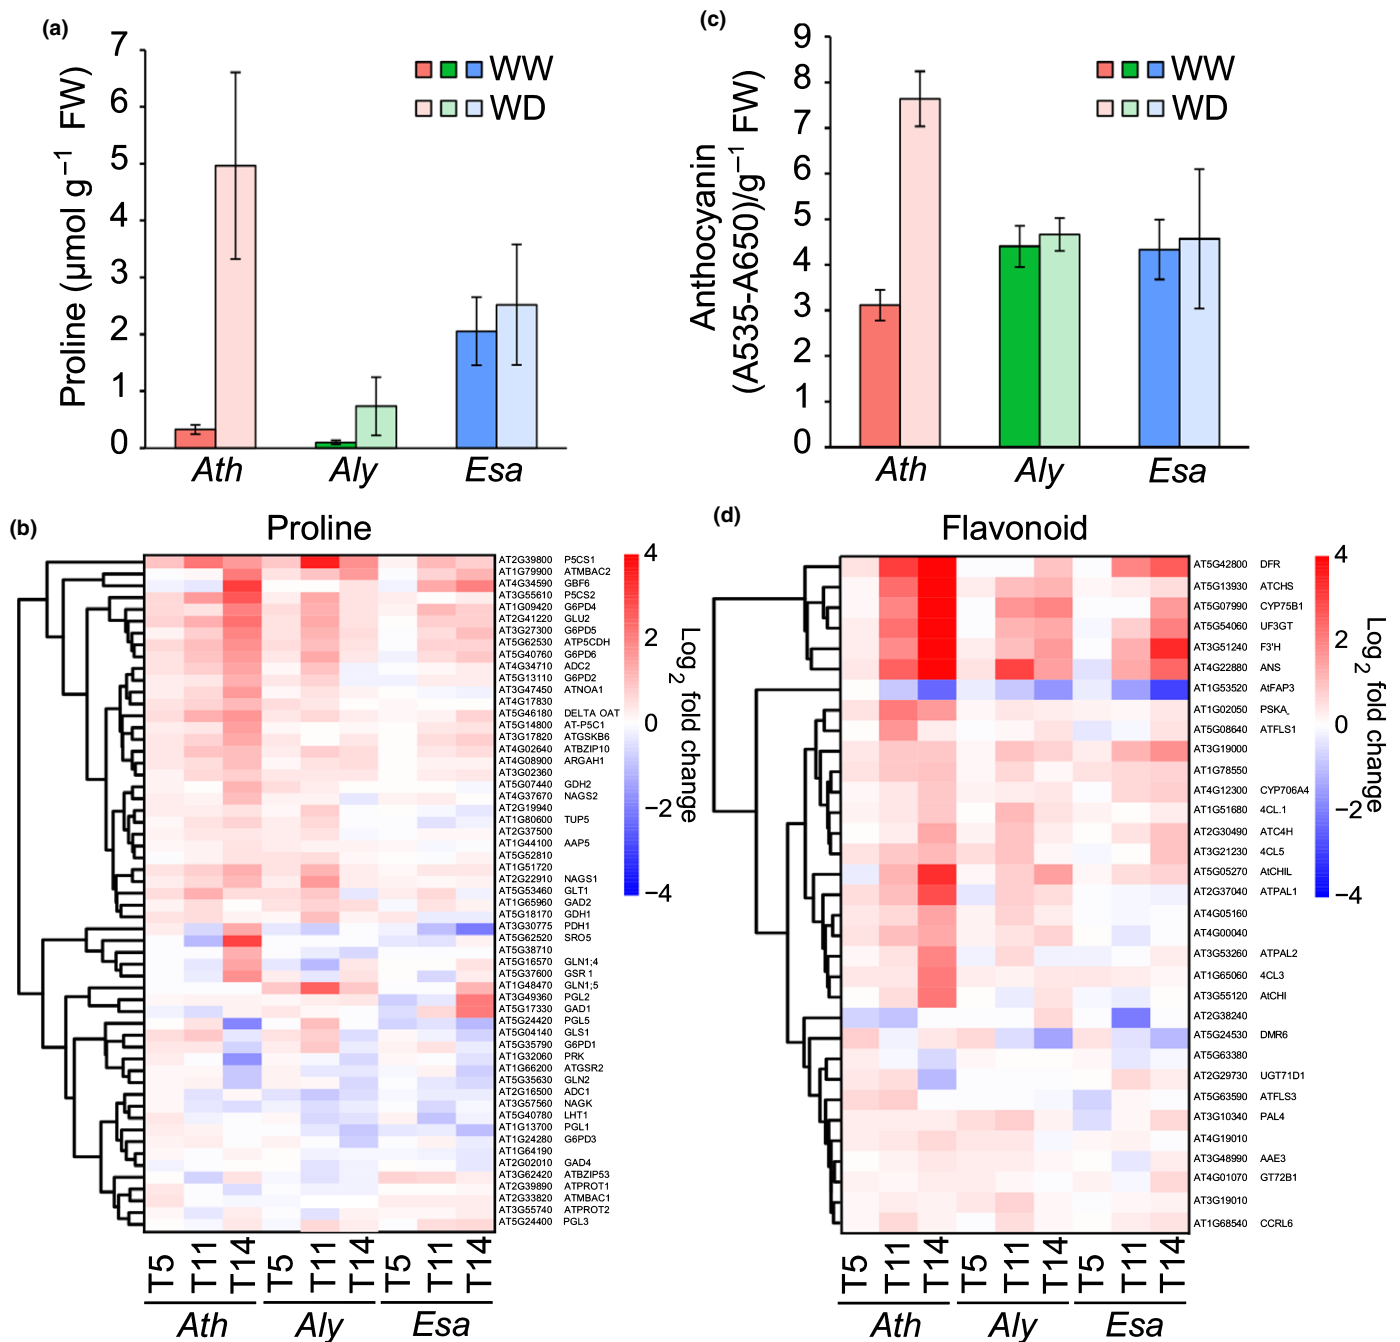 (a)
7
6
5
4
3
2
1
0
Proline (µmol g–1 FW)
WW
WD
Ath Aly Esa
(c)
9
8
7
6
5
4
3
2
1
0
Anthocyanin
(A535-A650)/g–1 FW)
WW
WD
Ath Aly Esa
(b)
Proline
AT2G39800 P5CS1
AT1G79900 ATMBAC2
AT4G34590 GBF6
AT3G55610 P5CS2
AT1G09420 G6PD4
AT2G41220 GLU2
AT3G27300 G6PD5
AT5G62530 ATP5CDH
AT5G40760 G6PD6
AT4G34710 ADC2
AT5G13110 G6PD2
AT3G47450 ATNOA1
AT4G17830
AT5G46180 DELTA OAT
AT5G14800 AT-P5C1
AT3G17820 ATGSKB6
AT4G02640 ATBZIP10
AT4G08900 ARGAH1
AT3G02360
AT5G07440 GDH2
AT4G37670 NAGS2
AT2G19940
AT1G80600 TUP5
AT2G37500
AT1G44100 AAP5
AT5G52810
AT1G51720
AT2G22910 NAGS1
AT5G53460 GLT1
AT1G65960 GAD2
AT5G18170 GDH1
AT3G30775 PDH1
AT5G62520 SRO5
AT5G38710
AT5G16570 GLN1;4
AT5G37600 GSR 1
AT1G48470 GLN1;5
AT3G49360 PGL2
AT5G17330 GAD1
AT5G24420 PGL5
AT5G04140 GLS1
AT5G35790 G6PD1
AT1G32060 PRK
AT1G66200 ATGSR2
AT5G35630 GLN2
AT2G16500 ADC1
AT3G57560 NAGK
AT5G40780 LHT1
AT1G13700 PGL1
AT1G24280 G6PD3
AT1G64190
AT2G02010 GAD4
AT3G62420 ATBZIP53
AT2G39890 ATPROT1
AT2G33820 ATMBAC1
AT3G55740 ATPROT2
AT5G24400 PGL3
4
2
0
−2
−4
Log2 fold change
T5 T11 T14 T5 T11 T14 T5 T11 T14
Ath Aly Esa
(d)
Flavonoid
AT5G42800 DFR
AT5G13930 ATCHS
AT5G07990 CYP75B1
AT5G54060 UF3GT
AT3G51240 F3'H
AT4G22880 ANS
AT1G53520 AtFAP3
AT1G02050 PSKA,
AT5G08640 ATFLS1
AT3G19000
AT1G78550
AT4G12300 CYP706A4
AT1G51680 4CL.1
AT2G30490 ATC4H
AT3G21230 4CL5
AT5G05270 AtCHIL
AT2G37040 ATPAL1
AT4G05160
AT4G00040
AT3G53260 ATPAL2
AT1G65060 4CL3
AT3G55120 AtCHI
AT2G38240
AT5G24530 DMR6
AT5G63380
AT2G29730 UGT71D1
AT5G63590 ATFLS3
AT3G10340 PAL4
AT4G19010
AT3G48990 AAE3
AT4G01070 GT72B1
AT3G19010
AT1G68540 CCRL6
4
2
0
−2
−4
Log2 fold change
T5 T11 T14 T5 T11 T14 T5 T11 T14
Ath Aly Esa